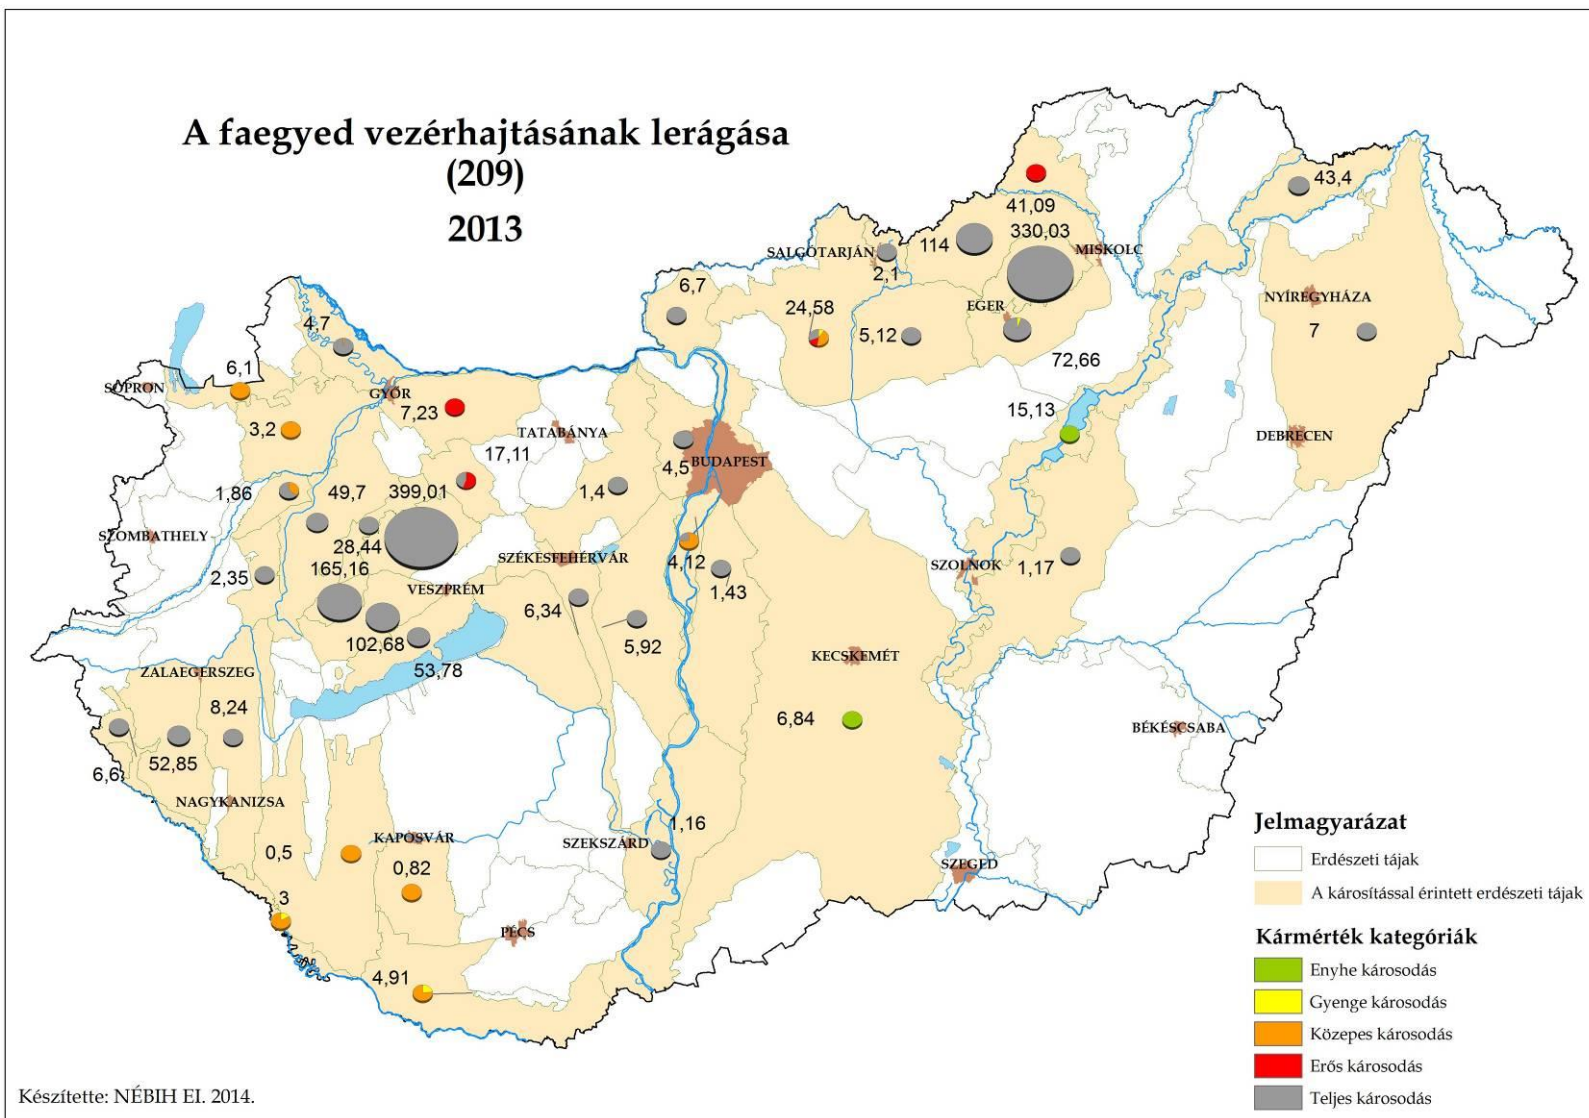 A faegyed vezérhajtásának lerágása
(209)
2013
43,4
41,09
330,03
114
SALGÓTARJÁN
MISKOLC
2,1
6,7
NYÍREGYHÁZA
24,58
EGER
4,7
5,12
7
72,66
6,1
SOPRON
GYŐR
7,23
15,13
3,2
TATABÁNYA
DEBRECEN
17,11
BUDAPEST
4,5
1,86
49,7
399,01
1,4
SZOMBATHELY
28,44
SZÉKESFEHÉRVÁR
4,12
165,16
SZOLNOK
1,17
2,35
VESZPRÉM
1,43
6,34
102,68
5,92
KECSKEMÉT
53,78
ZALAEGERSZEG
8,24
6,84
BÉKÉSCSABA
52,85
6,6
NAGYKANIZSA
1,16
KAPOSVÁR
SZEKSZÁRD
0,5
0,82
SZEGED
3
PÉCS
4,91
Jelmagyarázat
Erdészeti tájak
A károsítással érintett erdészeti tájak
Kármérték kategóriák
Enyhe károsodás
Gyenge károsodás
Közepes károsodás
Erős károsodás
Teljes károsodás
Készítette: NÉBIH EI. 2014.